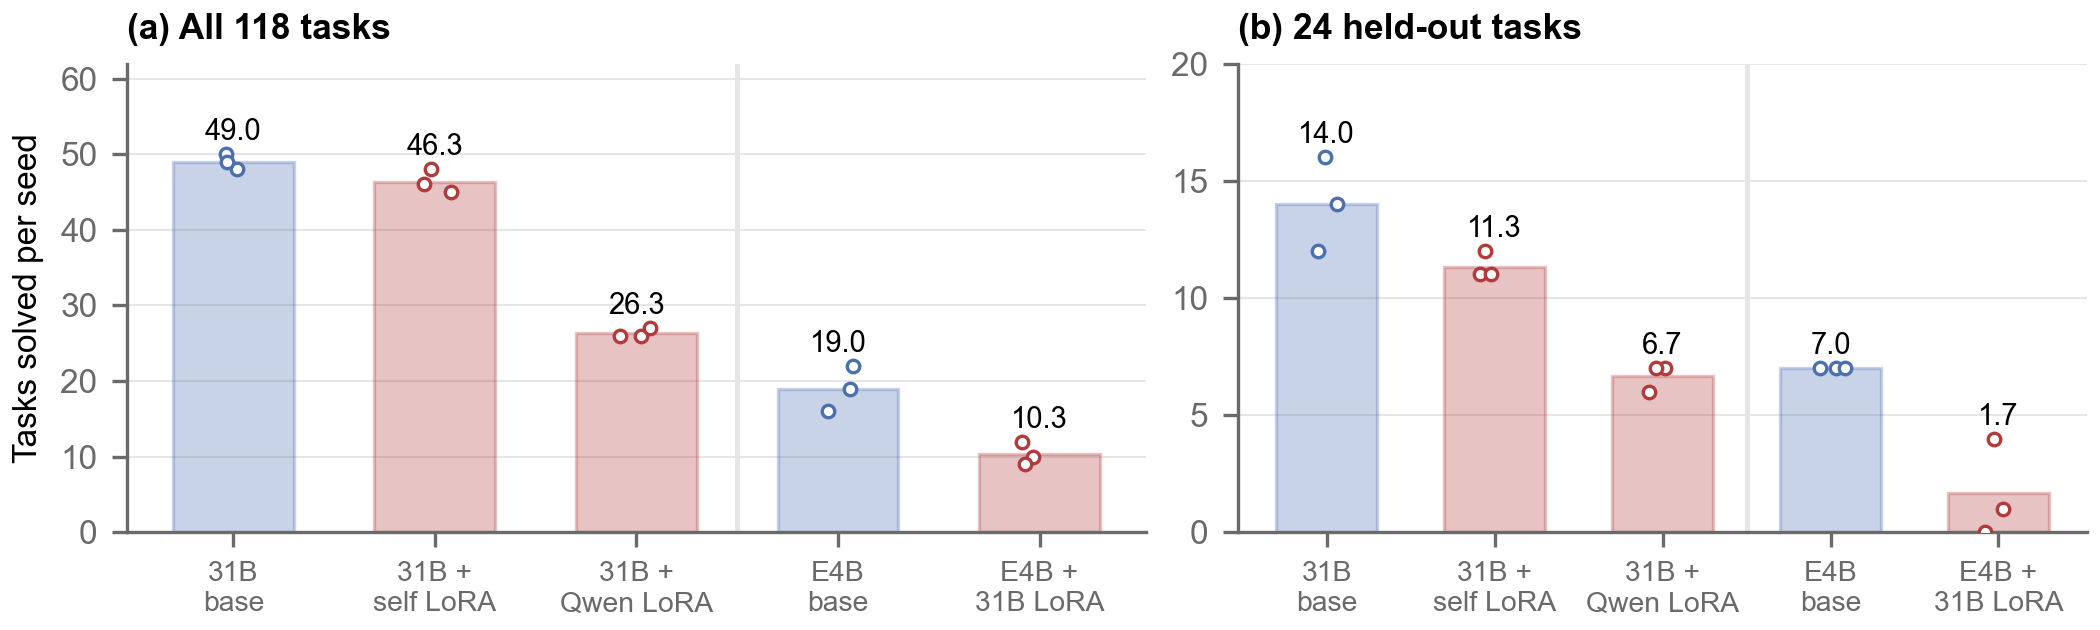 (a) All 118 tasks
Tasks solved per seed
60
50
40
30
20
10
0
49.0
46.3
26.3
19.0
10.3
31B
base
31B +
self LoRA
31B +
Qwen LoRA
E4B
base
E4B +
31B LoRA
(b) 24 held-out tasks
20
15
10
5
0
14.0
11.3
6.7
7.0
1.7
31B
base
31B +
self LoRA
31B +
Qwen LoRA
E4B
base
E4B +
31B LoRA